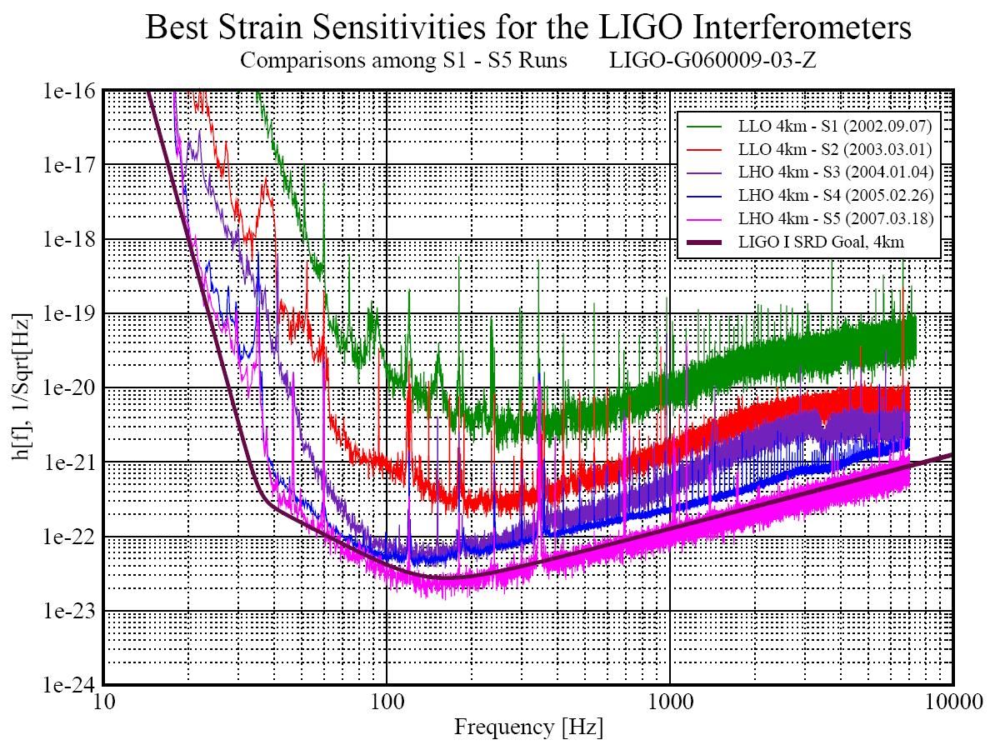 Best Strain Sensitivities for the LIGO Interferometers
Comparisons among S1 - S5 Runs LIGO-G060009-03-Z
h[f], 1/Sqrt[Hz]
1e-16
1e-17
1e-18
1e-19
1e-20
1e-21
1e-22
1e-23
1e-24
LLO 4km - S1 (2002.09.07)
LLO 4km - S2 (2003.03.01)
LHO 4km - S3 (2004.01.04)
LHO 4km - S4 (2005.02.26)
LHO 4km - S5 (2007.03.18)
LIGO I SRD Goal, 4km
10 100 1000 10000
Frequency [Hz]